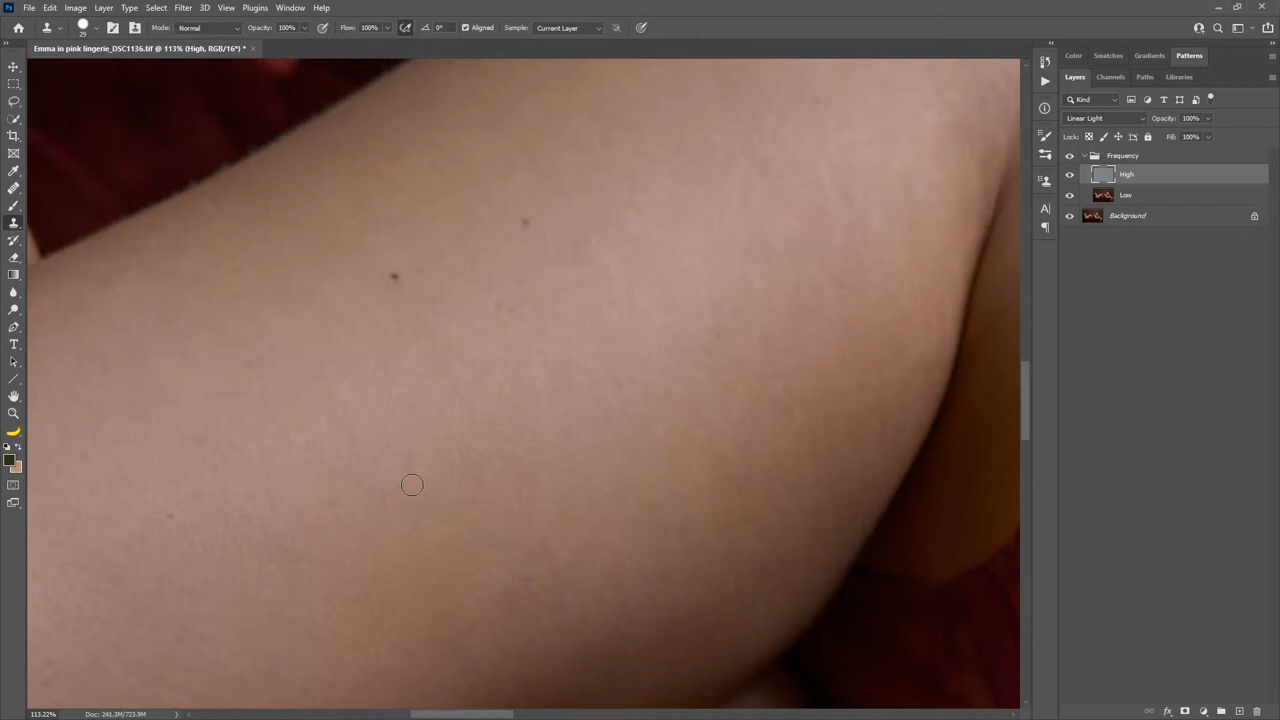 File Edit Image Layer Type Select Filter 3D View Plugins Window Help
29 Mode: Normal Opacity: 100% Flow: 100% 0° Aligned Sample: Current Layer
Emma in pink lingerie_DSC1136.tif @ 113% (High, RGB/16*) *
Color Swatches Gradients Patterns
Layers Channels Paths Libraries
Kind
Linear Light Opacity: 100%
Lock: Fill: 100%
Frequency
High
Low
Background
113.22% Doc: 241.3M/723.9M